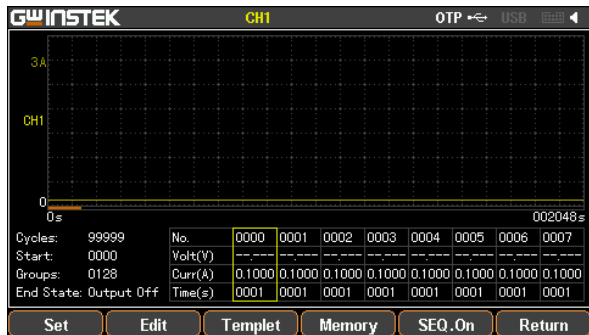 GWINSTEK CH1 OTP USB
3A
CH1
0
0s 002048s
Cycles: 99999 No. 0000 0001 0002 0003 0004 0005 0006 0007
Start: 0000 Volt(V) --.--- --.--- --.--- --.--- --.--- --.--- --.--- --.---
Groups: 0128 Curr(A) 0.1000 0.1000 0.1000 0.1000 0.1000 0.1000 0.1000 0.1000
End State: Output Off Time(s) 0001 0001 0001 0001 0001 0001 0001 0001
Set Edit Templet Memory SEQ.On Return